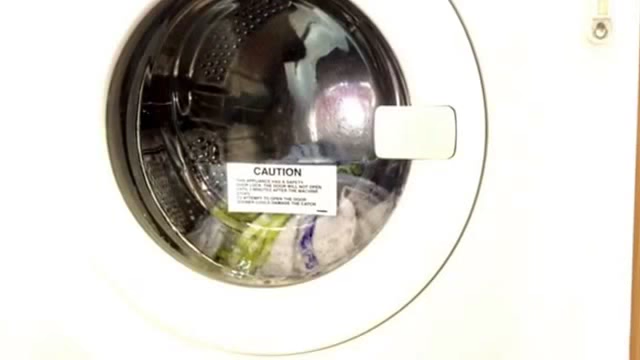 CAUTION
THIS APPLIANCE HAS A SAFETY
DOOR LOCK. THE DOOR WILL NOT OPEN
UNTIL 2 MINUTES AFTER THE MACHINE
STOPS
TO ATTEMPT TO OPEN THE DOOR
SOONER COULD DAMAGE THE CATCH